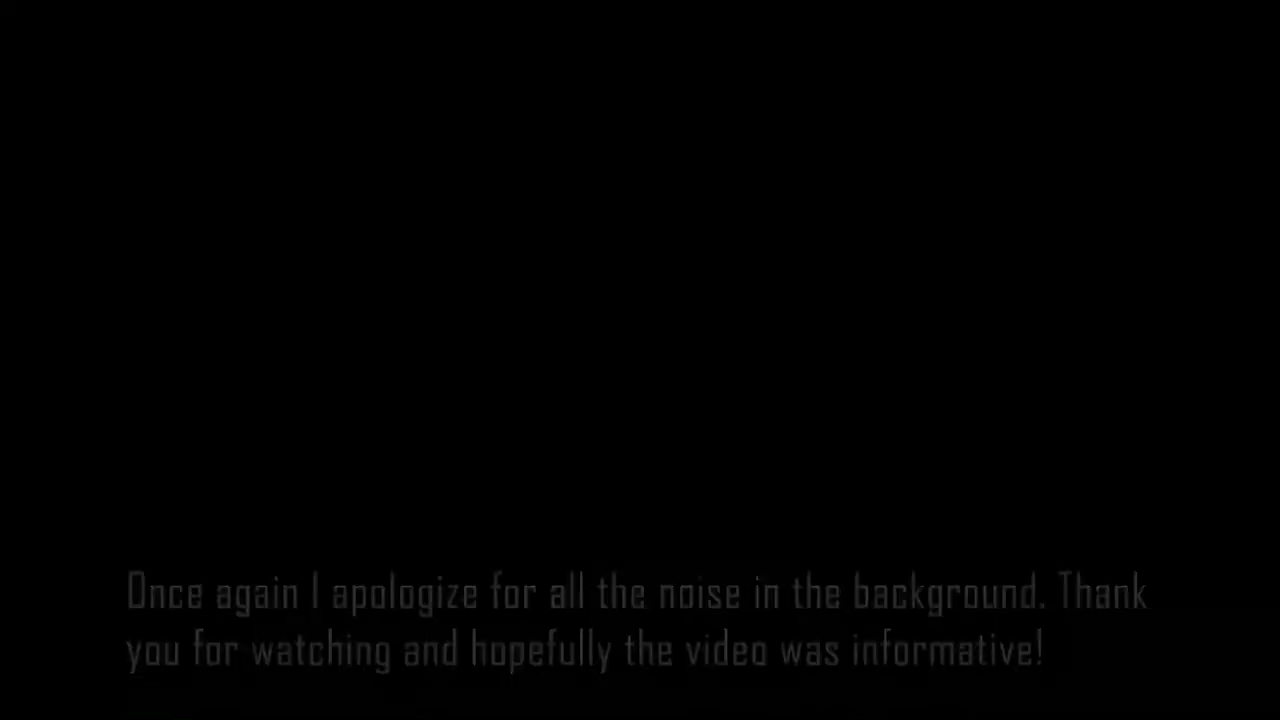 Once again I apologize for all the noise in the background. Thank
you for watching and hopefully the video was informative!